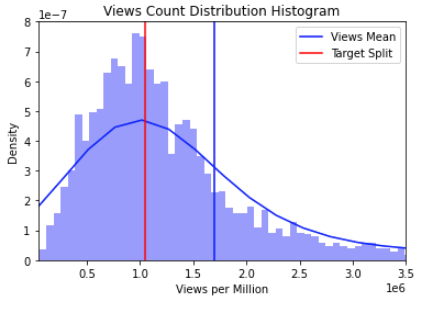 Views Count Distribution Histogram
1e−7
8
7
6
5
4
3
2
1
0
Density
Views Mean
Target Split
0.5 1.0 1.5 2.0 2.5 3.0 3.5
1e6
Views per Million